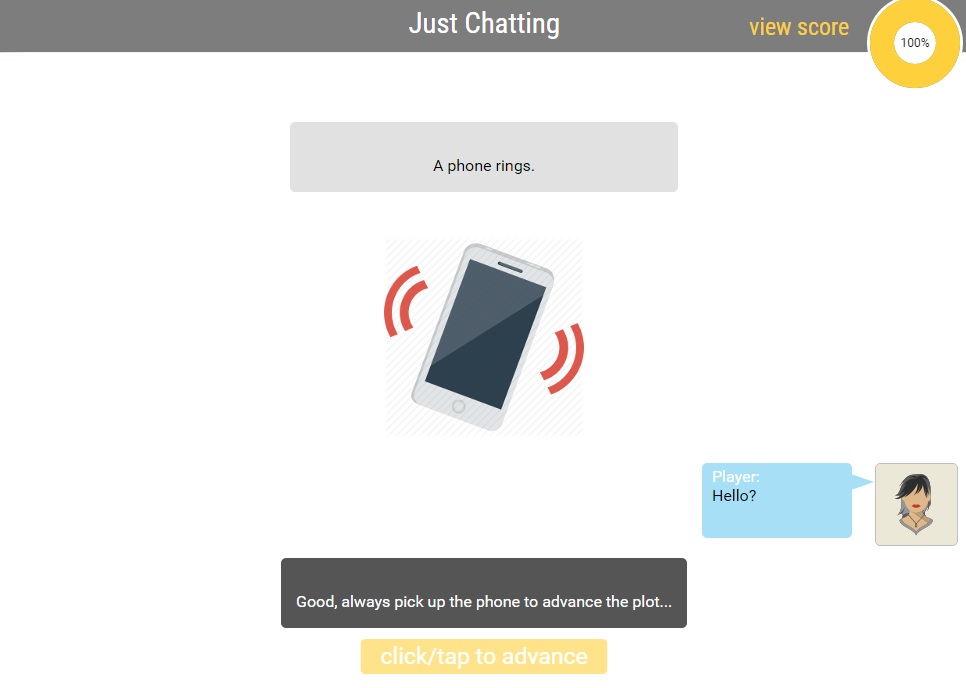 Just Chatting
view score
100%
A phone rings.
Player:
Hello?
Good, always pick up the phone to advance the plot...
click/tap to advance